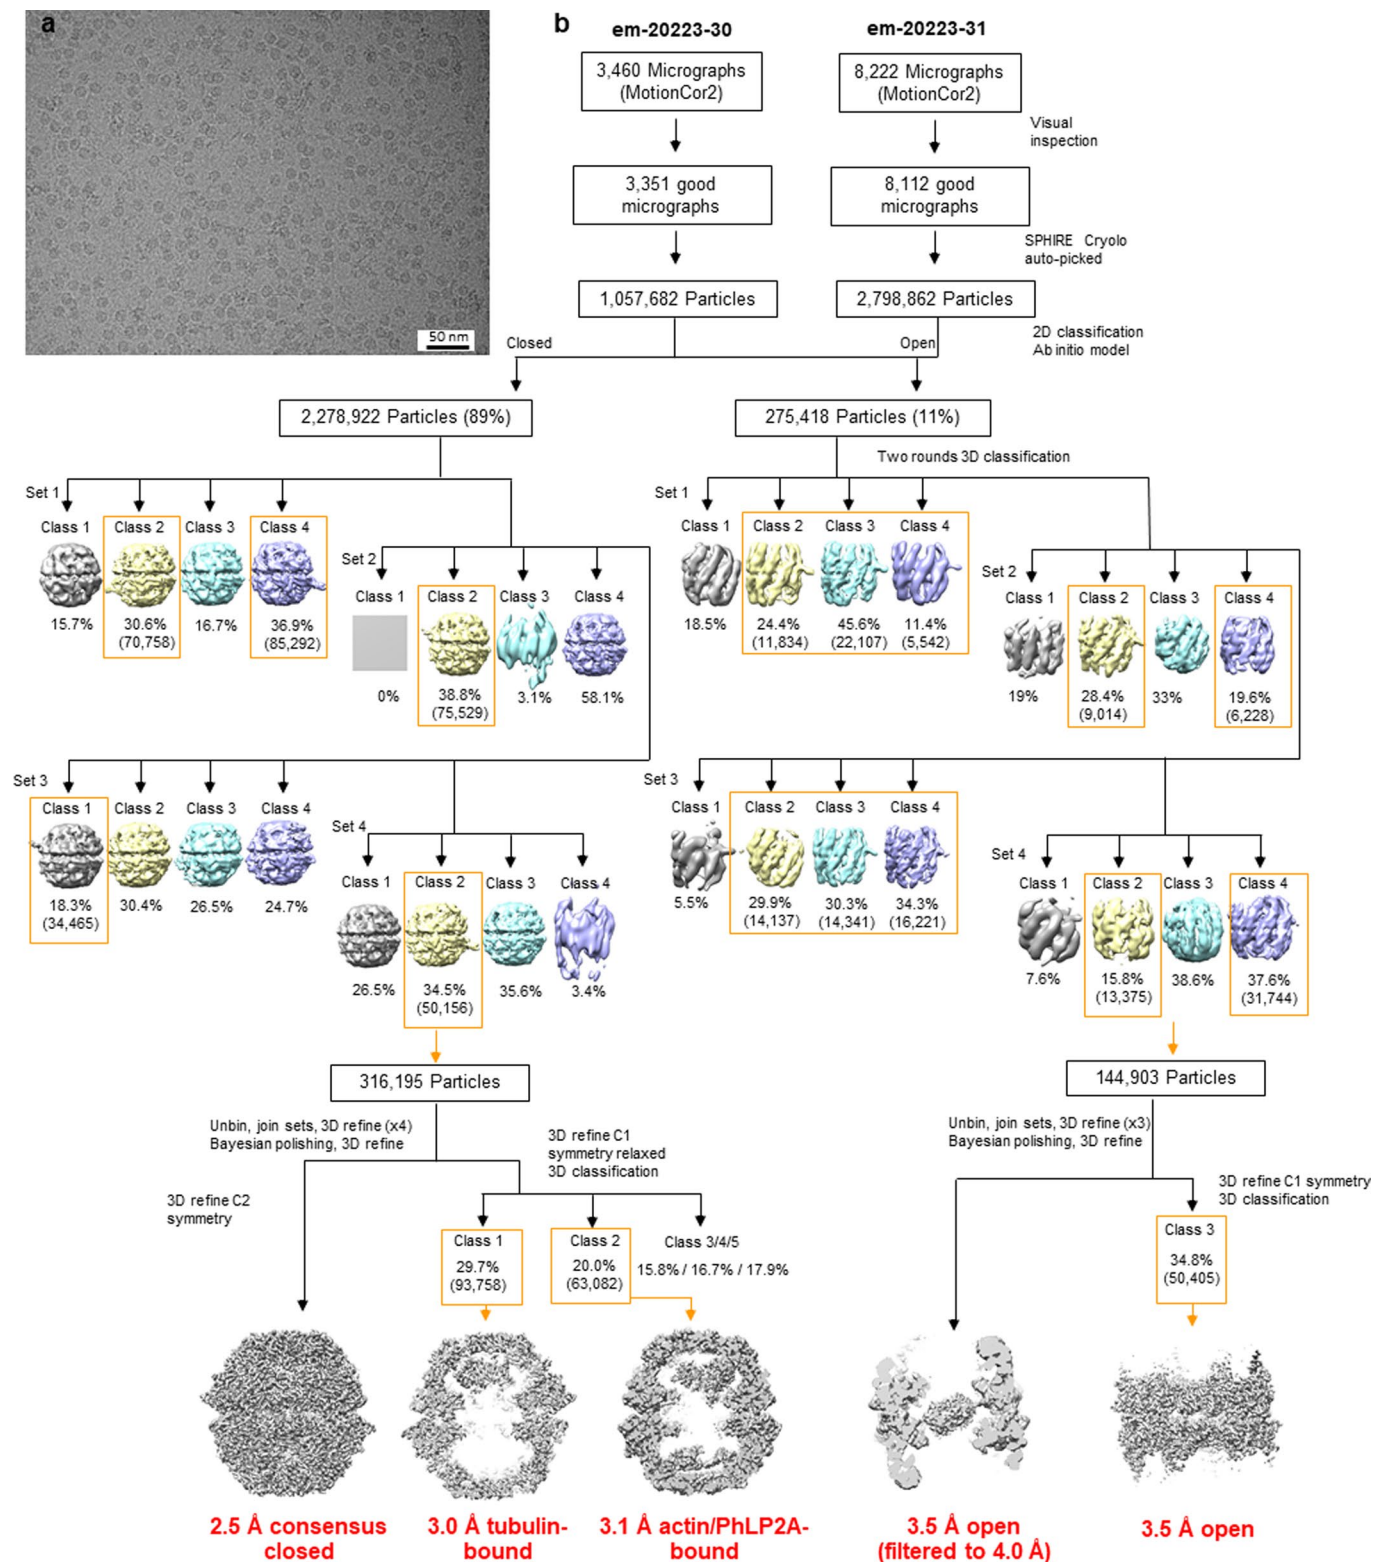 a
50 nm
b
em-20223-30
em-20223-31
3,460 Micrographs
(MotionCor2)
8,222 Micrographs
(MotionCor2)
Visual
inspection
3,351 good
micrographs
8,112 good
micrographs
SPHIRE Cryolo
auto-picked
1,057,682 Particles
2,798,862 Particles
2D classification
Ab initio model
Closed
Open
2,278,922 Particles (89%)
275,418 Particles (11%)
Two rounds 3D classification
Set 1
Class 1
Class 2
Class 3
Class 4
15.7%
30.6%
(70,758)
16.7%
36.9%
(85,292)
Set 2
Class 1
Class 2
Class 3
Class 4
0%
38.8%
(75,529)
3.1%
58.1%
Set 1
Class 1
Class 2
Class 3
Class 4
18.5%
24.4%
(11,834)
45.6%
(22,107)
11.4%
(5,542)
Set 2
Class 1
Class 2
Class 3
Class 4
19%
28.4%
(9,014)
33%
19.6%
(6,228)
Set 3
Class 1
Class 2
Class 3
Class 4
18.3%
(34,465)
30.4%
26.5%
24.7%
Set 4
Class 1
Class 2
Class 3
Class 4
26.5%
34.5%
(50,156)
35.6%
3.4%
Set 3
Class 1
Class 2
Class 3
Class 4
5.5%
29.9%
(14,137)
30.3%
(14,341)
34.3%
(16,221)
Set 4
Class 1
Class 2
Class 3
Class 4
7.6%
15.8%
(13,375)
38.6%
37.6%
(31,744)
316,195 Particles
144,903 Particles
Unbin, join sets, 3D refine (x4)
Bayesian polishing, 3D refine
3D refine C1
symmetry relaxed
3D classification
3D refine C2
symmetry
Class 1
29.7%
(93,758)
Class 2
20.0%
(63,082)
Class 3/4/5
15.8% / 16.7% / 17.9%
Unbin, join sets, 3D refine (x3)
Bayesian polishing, 3D refine
3D refine C1 symmetry
3D classification
Class 3
34.8%
(50,405)
2.5 Å consensus
closed
3.0 Å tubulin-
bound
3.1 Å actin/PhLP2A-
bound
3.5 Å open
(filtered to 4.0 Å)
3.5 Å open